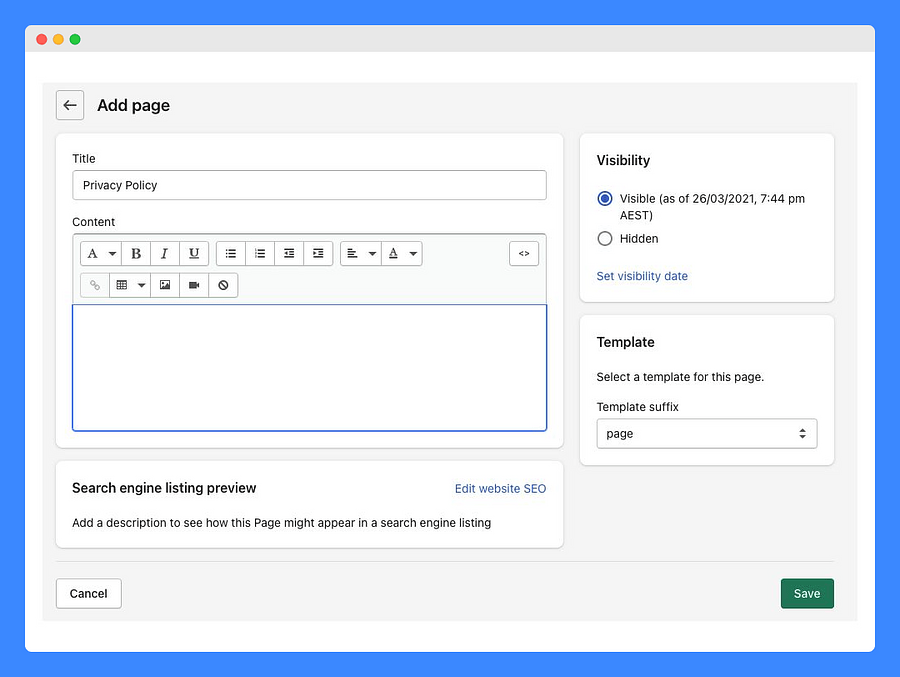 Add page
Title
Privacy Policy
Content
A B I U A <>
Search engine listing preview
Edit website SEO
Add a description to see how this Page might appear in a search engine listing
Visibility
Visible (as of 26/03/2021, 7:44 pm
AEST)
Hidden
Set visibility date
Template
Select a template for this page.
Template suffix
page
Cancel
Save